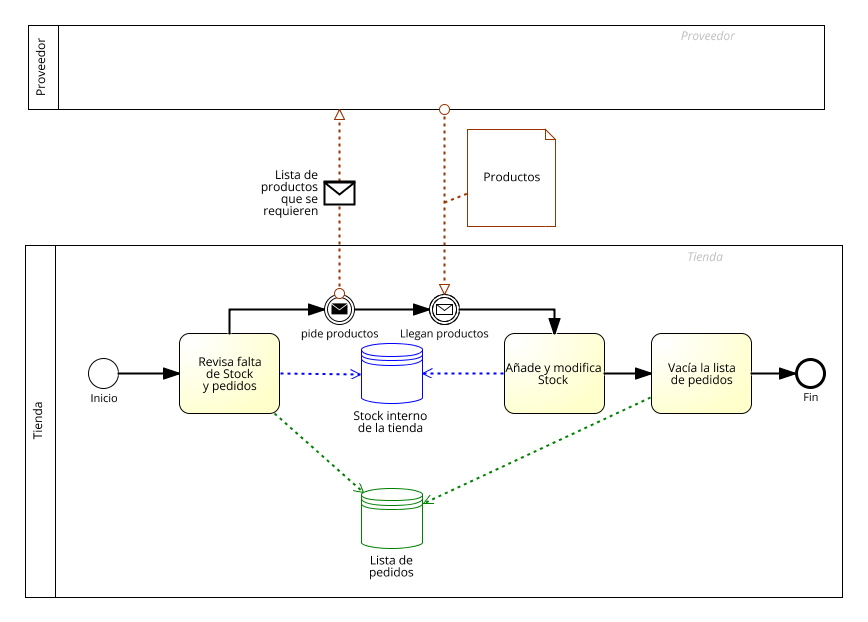 Proveedor
Proveedor
Lista de
productos
que se
requieren
Productos
Tienda
Tienda
pide productos
Llegan productos
Inicio
Revisa falta
de Stock
y pedidos
Stock interno
de la tienda
Añade y modifica
Stock
Vacía la lista
de pedidos
Fin
Lista de
pedidos